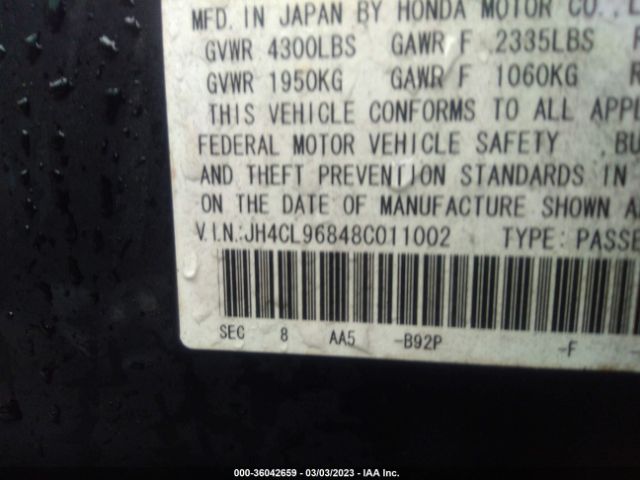 MFD. IN JAPAN BY HONDA MOTOR CO.,
GVWR 4300LBS GAWR F 2335LBS
GVWR 1950KG GAWR F 1060KG
THIS VEHICLE CONFORMS TO ALL APPL
FEDERAL MOTOR VEHICLE SAFETY, BU
AND THEFT PREVENTION STANDARDS IN
ON THE DATE OF MANUFACTURE SHOWN A
V.I.N.:JH4CL96848C011002 TYPE: PASSE
SEC 8 AA5 -B92P -F
000-36042659 - 03/03/2023 - IAA Inc.